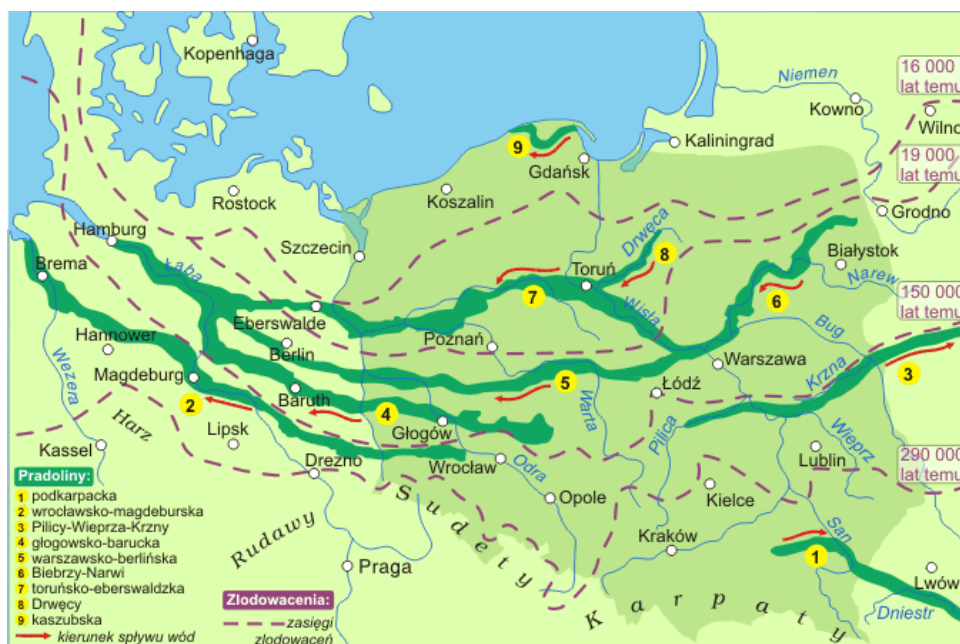 Kopenhaga
16 000
lat temu
Niemen
Kowno
Wilno
Kaliningrad
9
Gdańsk
19 000
lat temu
Rostock
Koszalin
Grodno
Hamburg
Szczecin
Drwęca
8
Białystok
Brema
Łaba
Toruń
7
6
Narew
Wisła
150 000
lat temu
Eberswalde
Hannower
Berlin
Poznań
Bug
Warszawa
Wezera
Magdeburg
5
Krzna
3
2
Baruth
4
Łódź
Harz
Głogów
Warta
Pilica
Wieprz
Kassel
Lipsk
Drezno
Wrocław
Odra
Lublin
290 000
lat temu
Pradoliny:
1 podkarpacka
2 wrocławsko-magdeburska
3 Pilicy-Wieprza-Krzny
4 głogowsko-barucka
5 warszawsko-berlińska
6 Biebrzy-Narwi
7 toruńsko-eberswaldzka
8 Drwęcy
9 kaszubska
kierunek spływu wód
Rudawy
Sudety
Opole
Kielce
Kraków
San
1
Praga
Karpaty
Lwów
Dniestr
Zlodowacenia:
zasięgi
zlodowaceń